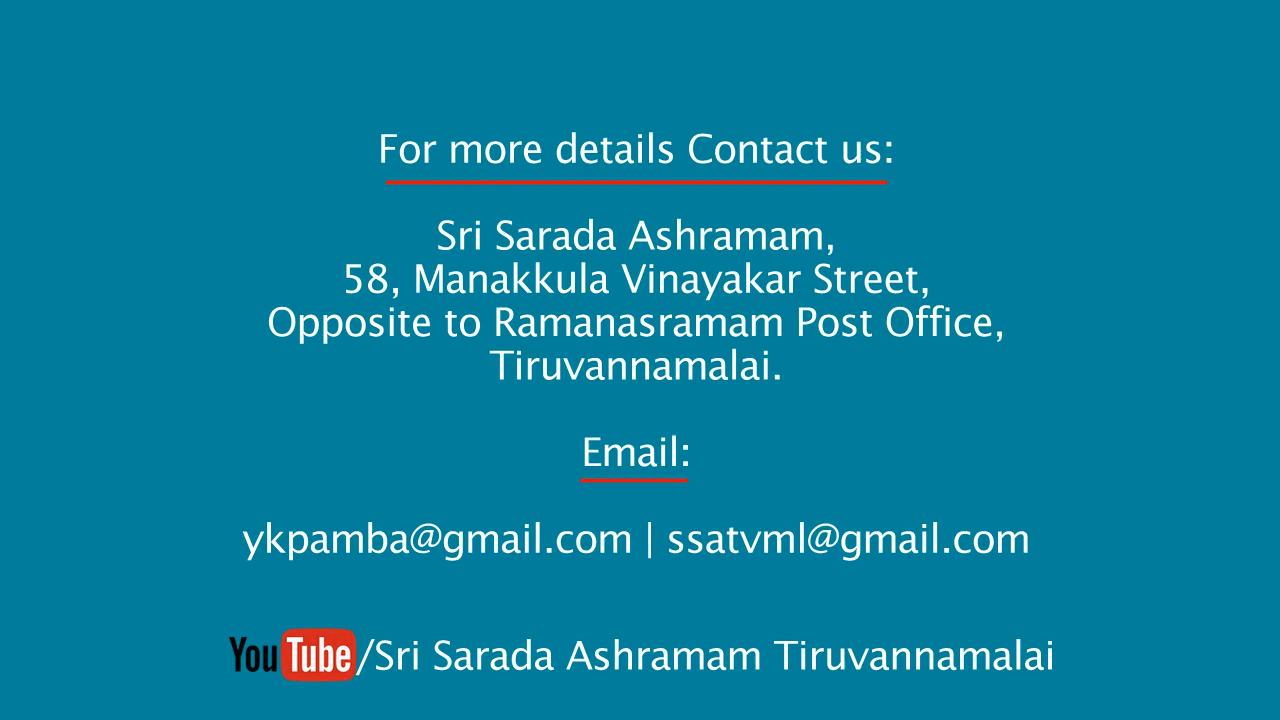 For more details Contact us:
Sri Sarada Ashramam,
58, Manakkula Vinayakar Street,
Opposite to Ramanasramam Post Office,
Tiruvannamalai.
Email:
ykpamba@gmail.com | ssatvml@gmail.com
YouTube/Sri Sarada Ashramam Tiruvannamalai